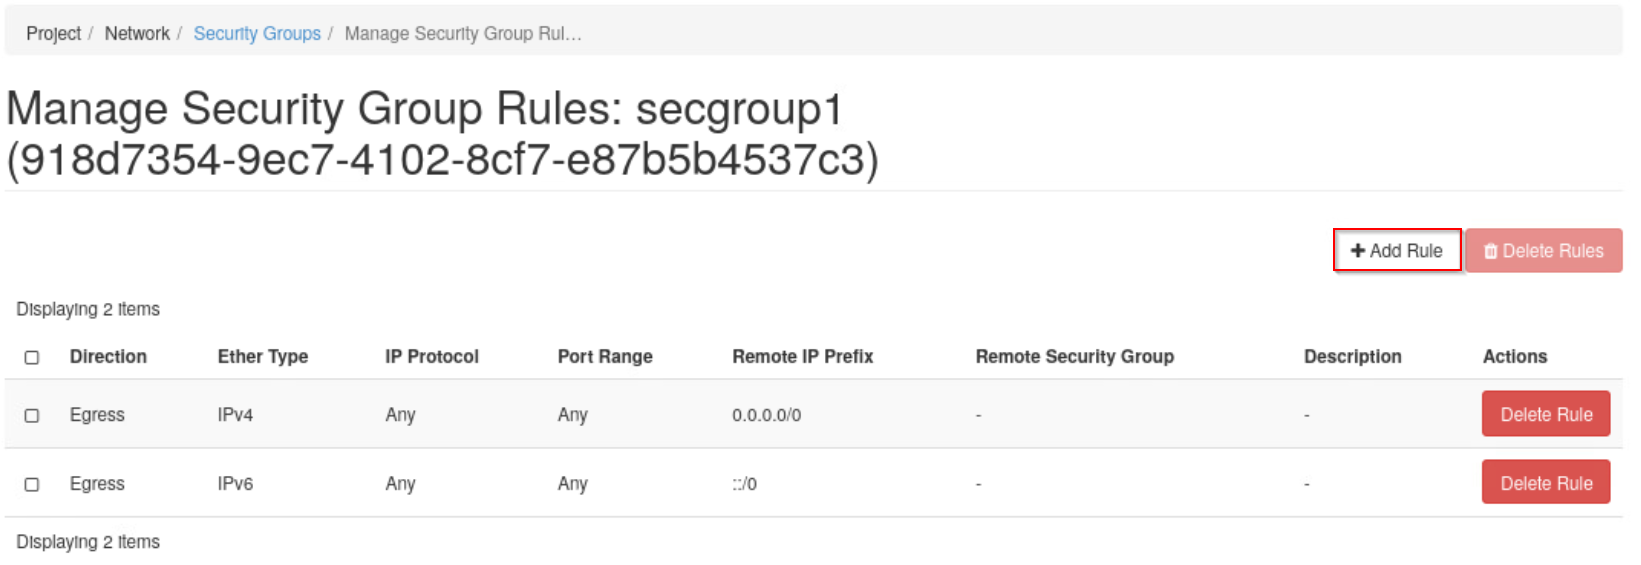 Project / Network / Security Groups / Manage Security Group Rul...
Manage Security Group Rules: secgroup1
(918d7354-9ec7-4102-8cf7-e87b5b4537c3)
+ Add Rule Delete Rules
Displaying 2 items
Direction Ether Type IP Protocol Port Range Remote IP Prefix Remote Security Group Description Actions
Egress IPv4 Any Any 0.0.0.0/0 - - Delete Rule
Egress IPv6 Any Any ::/0 - - Delete Rule
Displaying 2 items